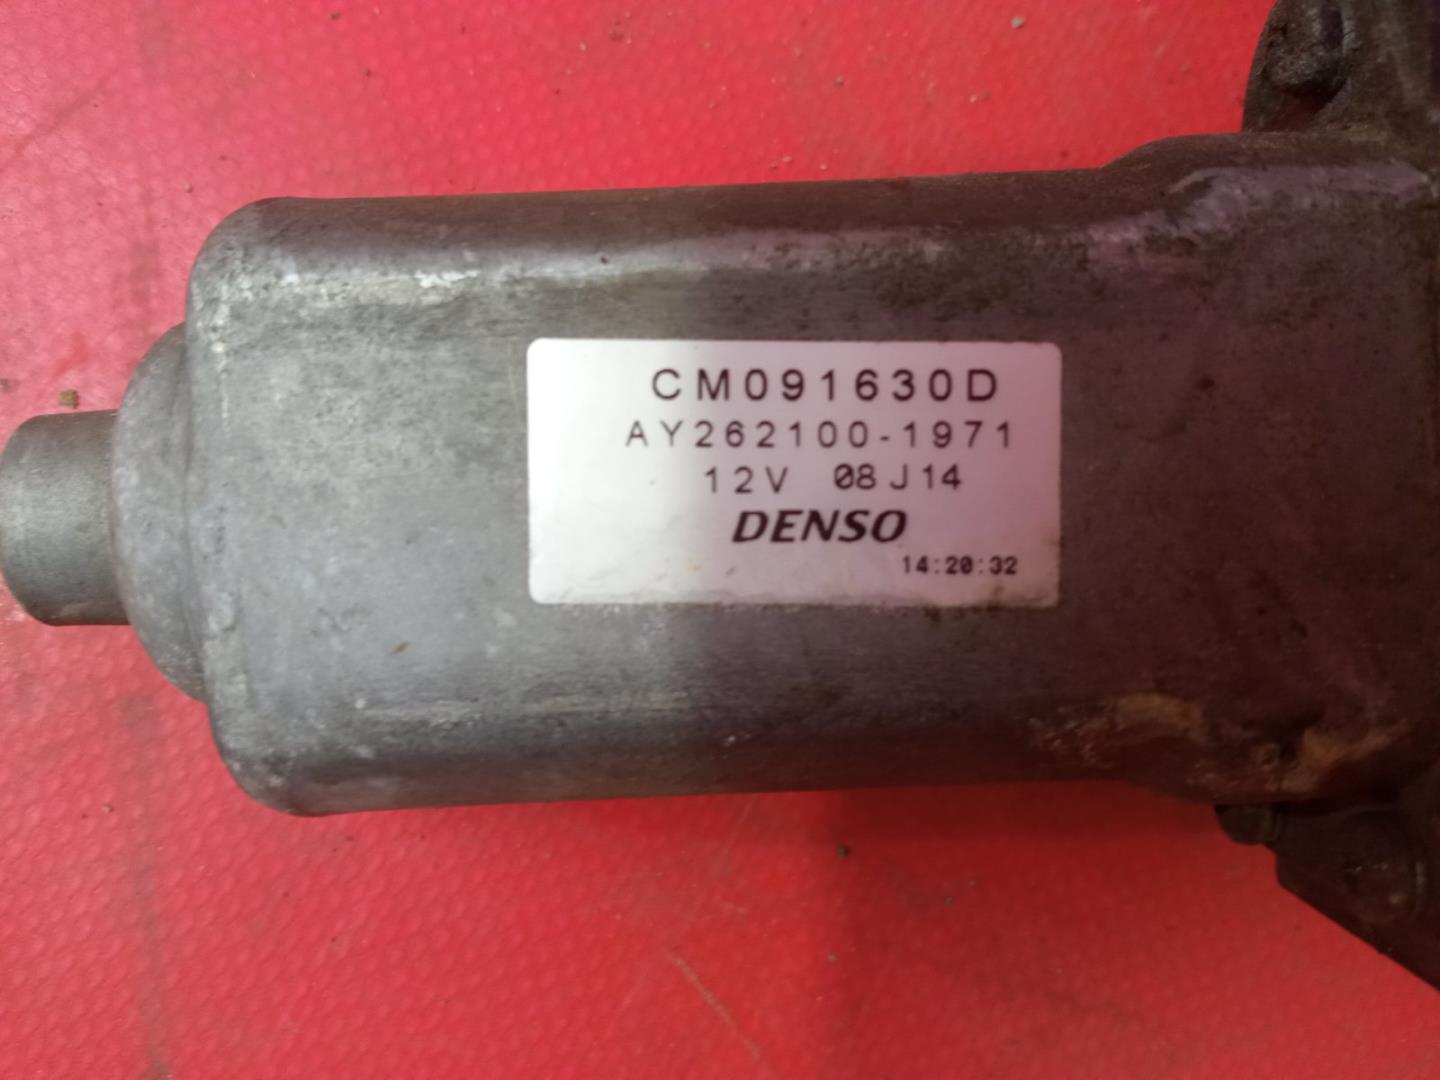 CM091630D
AY262100-1971
12V 08J14
DENSO
14:20:32